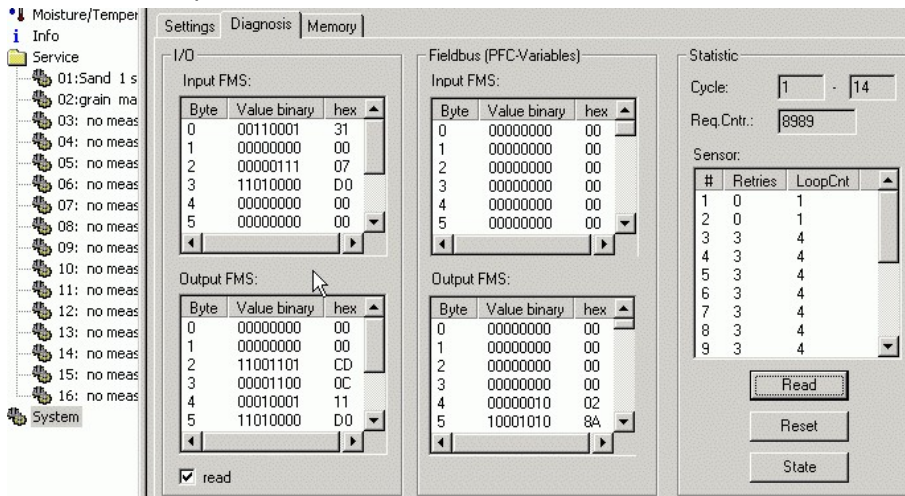 Moisture/Temper
i Info
Service
01:Sand 1 s
02:grain ma
03: no meas
04: no meas
05: no meas
06: no meas
07: no meas
08: no meas
09: no meas
10: no meas
11: no meas
12: no meas
13: no meas
14: no meas
15: no meas
16: no meas
System
Settings Diagnosis Memory
I/O
Input FMS:
Byte Value binary hex
0 00110001 31
1 00000000 00
2 00000111 07
3 11010000 D0
4 00000000 00
5 00000000 00
Output FMS:
Byte Value binary hex
0 00000000 00
1 00000000 00
2 11001101 CD
3 00001100 0C
4 00010001 11
5 11010000 D0
read
Fieldbus (PFC-Variables)
Input FMS:
Byte Value binary hex
0 00000000 00
1 00000000 00
2 00000000 00
3 00000000 00
4 00000000 00
5 00000000 00
Output FMS:
Byte Value binary hex
0 00000000 00
1 00000000 00
2 00000000 00
3 00000000 00
4 00000010 02
5 10001010 8A
Statistic
Cycle: 1 - 14
Req.Cntr.: 8989
Sensor:
# Retries LoopCnt
1 0 1
2 0 1
3 3 4
4 3 4
5 3 4
6 3 4
7 3 4
8 3 4
9 3 4
Read
Reset
State